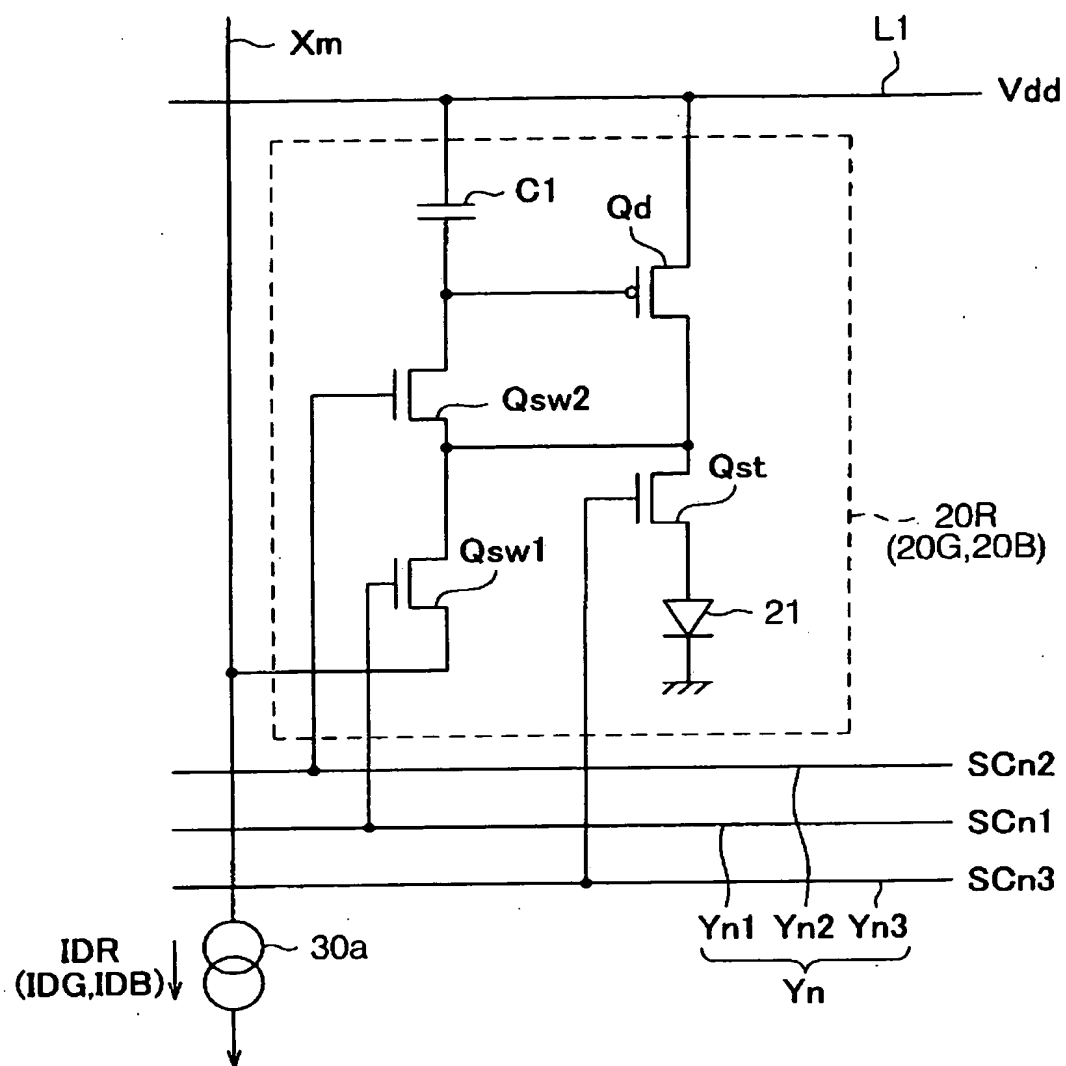 Xm
L1
Vdd
C1
Qd
Qsw2
Qst
20R
(20G,20B)
Qsw1
21
SCn2
SCn1
SCn3
Yn1 Yn2 Yn3
Yn
IDR
(IDG,IDB)
30a